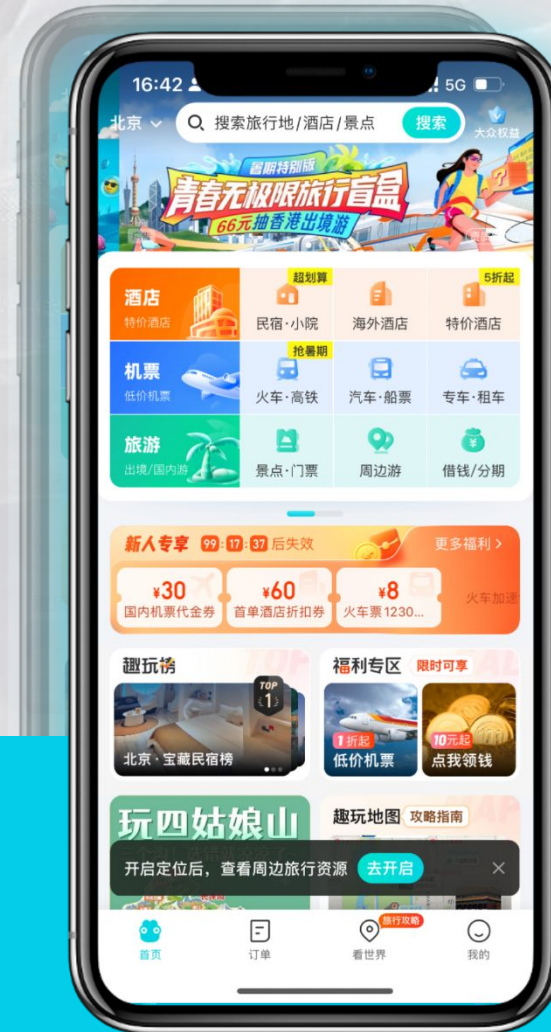 16:42
5G
北京
搜索旅行地/酒店/景点
搜索
大众权益
暑期特别版
青春无极限旅行盲盒
66元抽香港出境游
广告
酒店
特价酒店
超划算
民宿·小院
海外酒店
5折起
特价酒店
机票
低价机票
抢暑期
火车·高铁
汽车·船票
专车·租车
旅游
出境/国内游
景点·门票
周边游
借钱/分期
新人专享 99:17:37 后失效
更多福利
¥30
国内机票代金券
¥60
首单酒店折扣券
¥8
火车票1230...
火车加速
趣玩榜
TOP
1
北京·宝藏民宿榜
福利专区 限时可享
1折起
低价机票
10元起
点我领钱
玩四姑娘山
趣玩地图 攻略指南
开启定位后，查看周边旅行资源 去开启
首页
订单
旅行攻略
看世界
我的